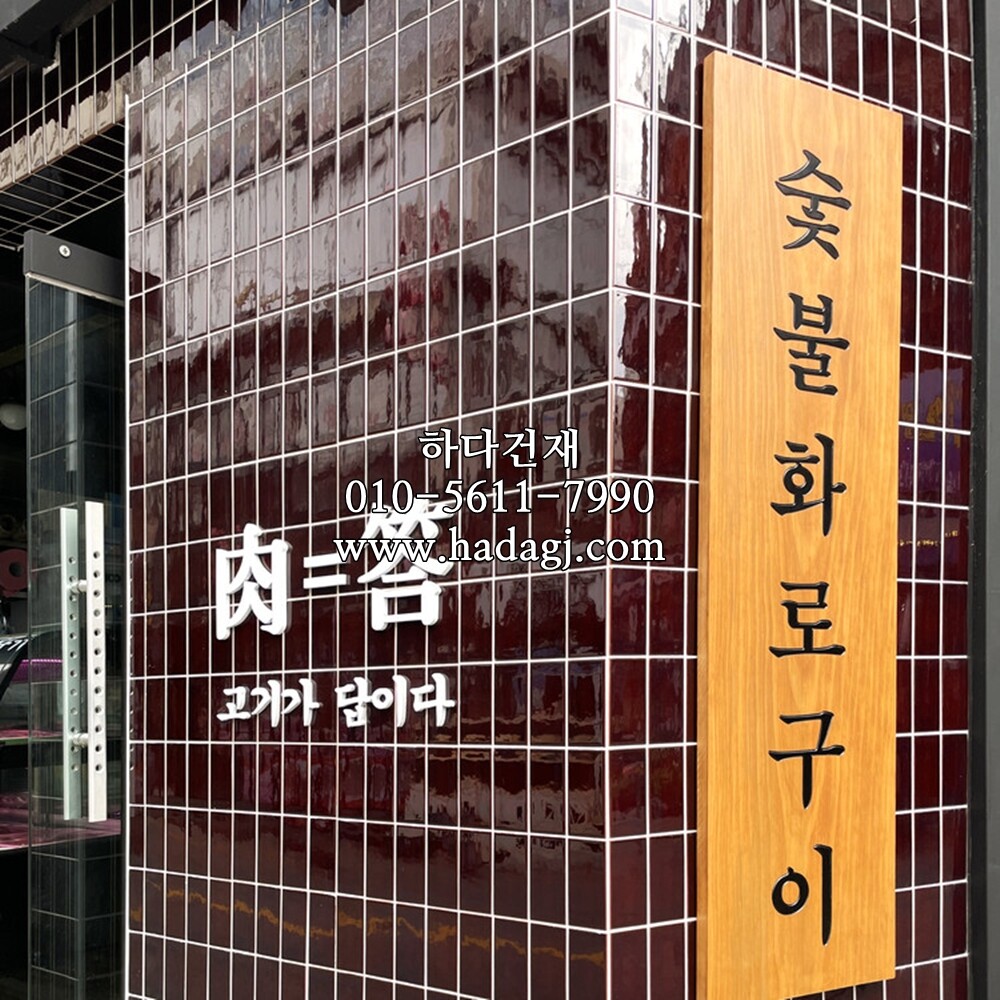 하다건재
010-5611-7990
www.hadagj.com
肉=答
고기가 답이다
숯불화로구이